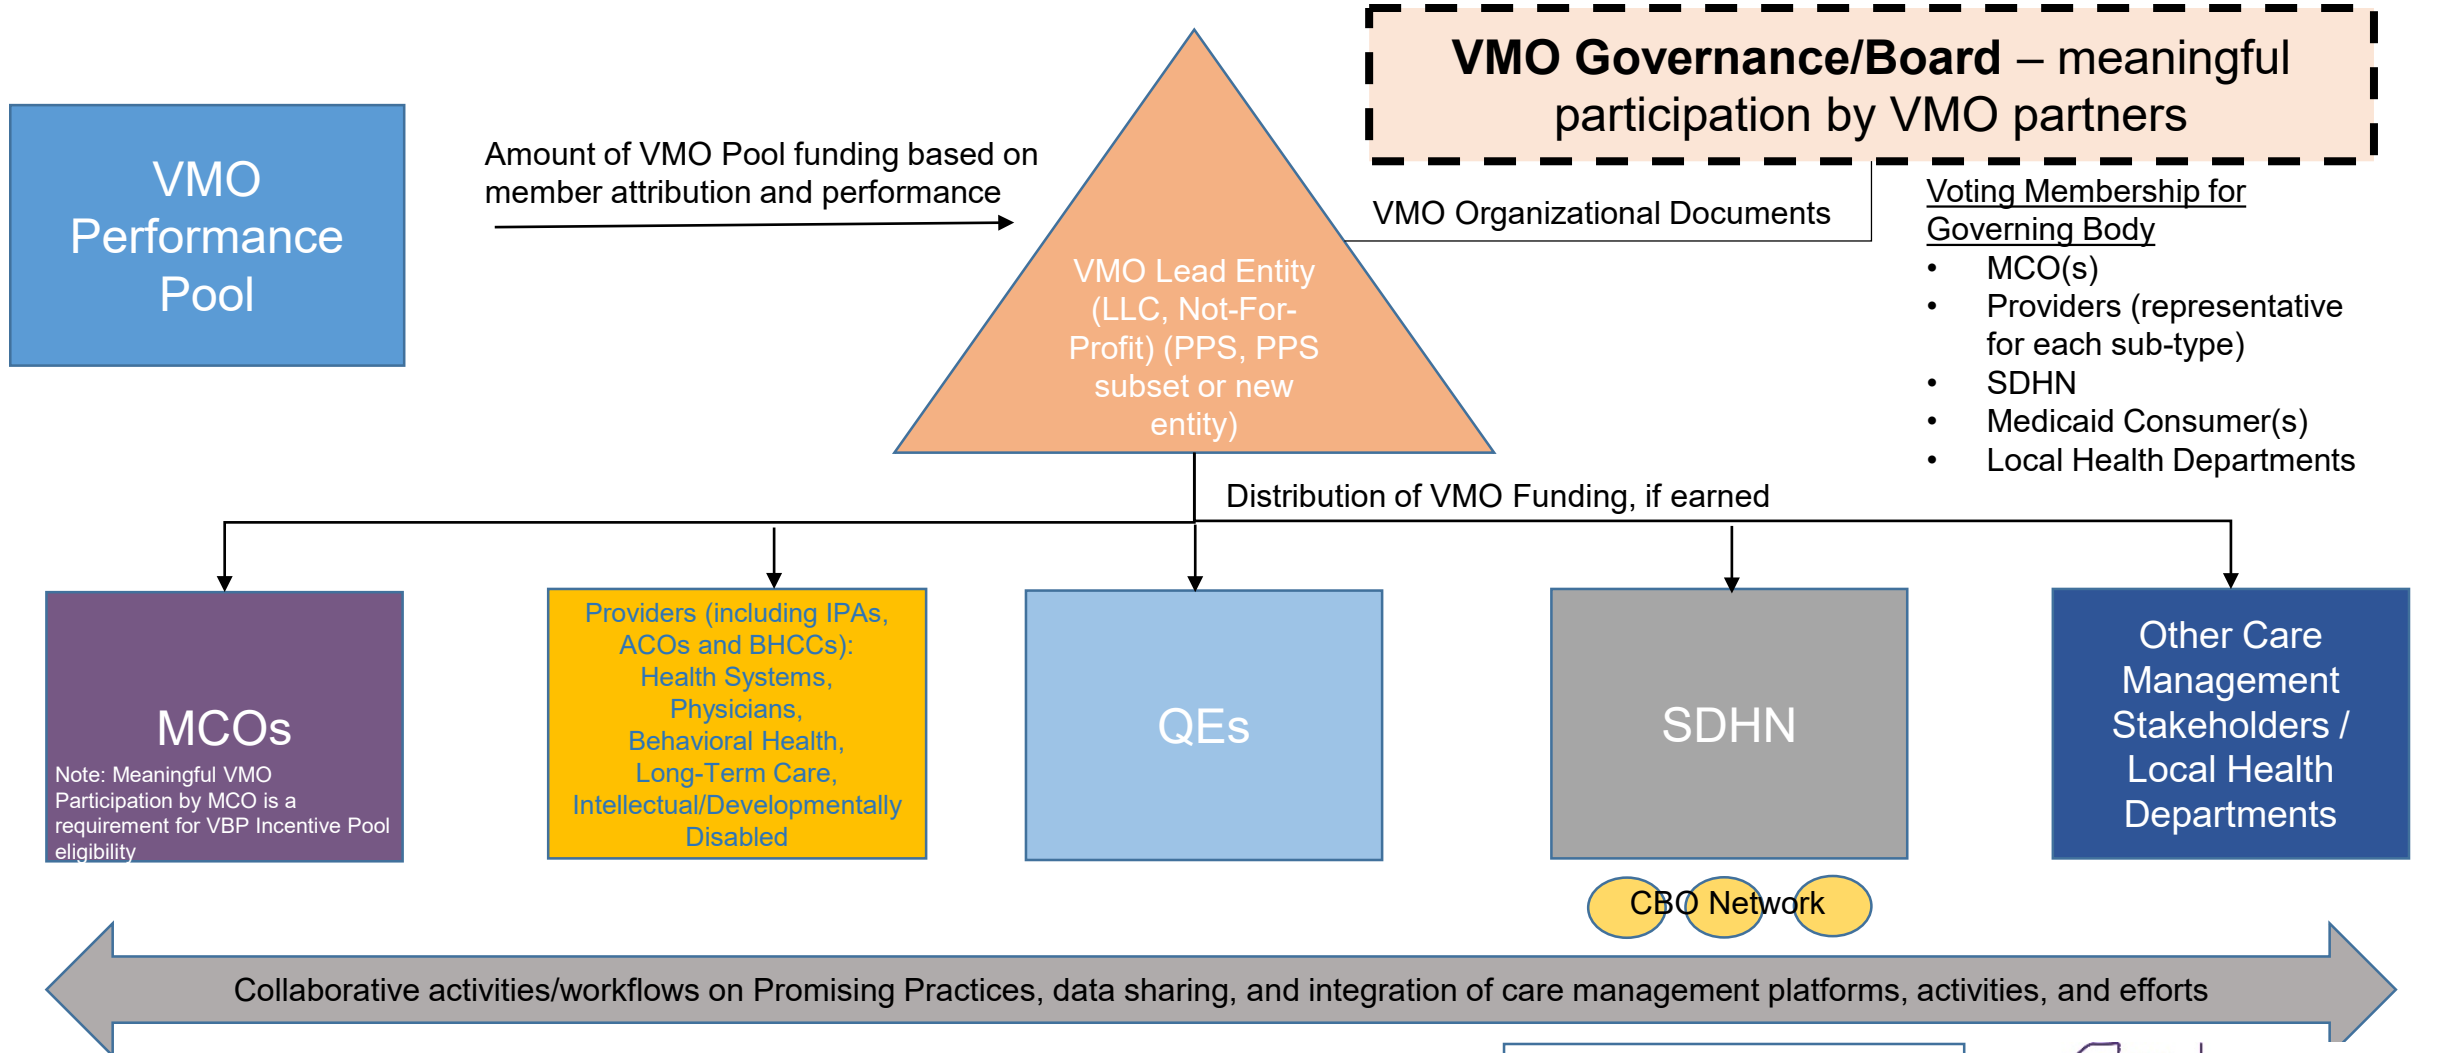 VMO Governance/Board – meaningful
participation by VMO partners
VMO
Performance
Pool
Amount of VMO Pool funding based on
member attribution and performance
VMO Lead Entity
(LLC, Not-For-
Profit) (PPS, PPS
subset or new
entity)
VMO Organizational Documents
Voting Membership for
Governing Body
• MCO(s)
• Providers (representative
for each sub-type)
• SDHN
• Medicaid Consumer(s)
• Local Health Departments
Distribution of VMO Funding, if earned
MCOs
Note: Meaningful VMO
Participation by MCO is a
requirement for VBP Incentive Pool
eligibility
Providers (including IPAs,
ACOs and BHCCs):
Health Systems,
Physicians,
Behavioral Health,
Long-Term Care,
Intellectual/Developmentally
Disabled
QEs
SDHN
Other Care
Management
Stakeholders /
Local Health
Departments
CBO Network
Collaborative activities/workflows on Promising Practices, data sharing, and integration of care management platforms, activities, and efforts